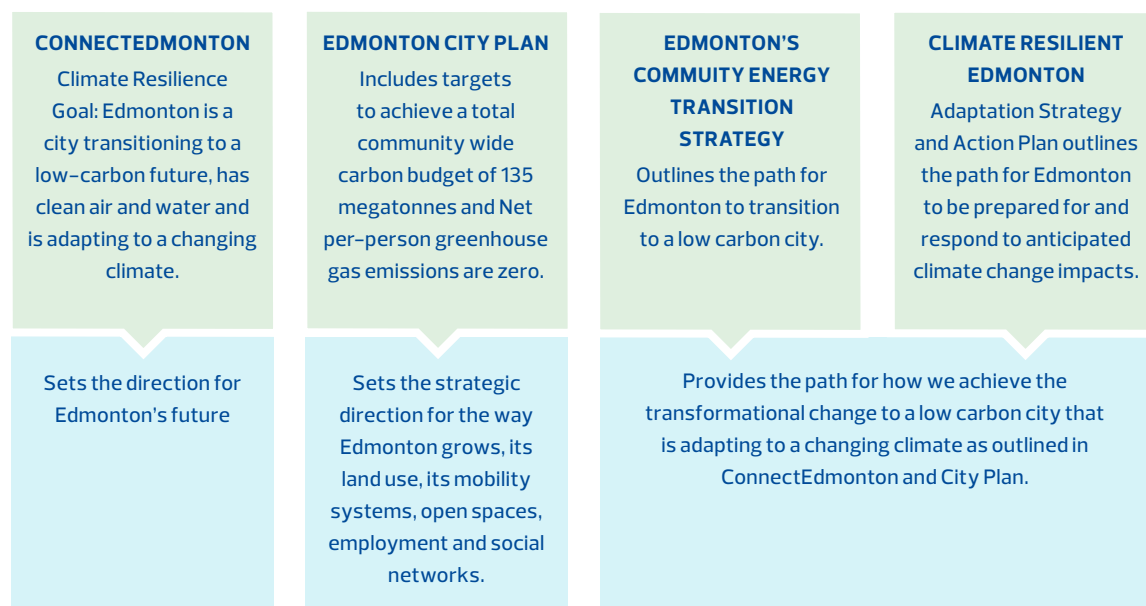 CONNECTEDMONTON
Climate Resilience
Goal: Edmonton is a
city transitioning to a
low-carbon future, has
clean air and water and
is adapting to a changing
climate.
Sets the direction for
Edmonton's future
EDMONTON CITY PLAN
Includes targets
to achieve a total
community wide
carbon budget of 135
megatonnes and Net
per-person greenhouse
gas emissions are zero.
Sets the strategic
direction for the way
Edmonton grows, its
land use, its mobility
systems, open spaces,
employment and social
networks.
EDMONTON'S
COMMUITY ENERGY
TRANSITION
STRATEGY
Outlines the path for
Edmonton to transition
to a low carbon city.
CLIMATE RESILIENT
EDMONTON
Adaptation Strategy
and Action Plan outlines
the path for Edmonton
to be prepared for and
respond to anticipated
climate change impacts.
Provides the path for how we achieve the
transformational change to a low carbon city that
is adapting to a changing climate as outlined in
ConnectEdmonton and City Plan.